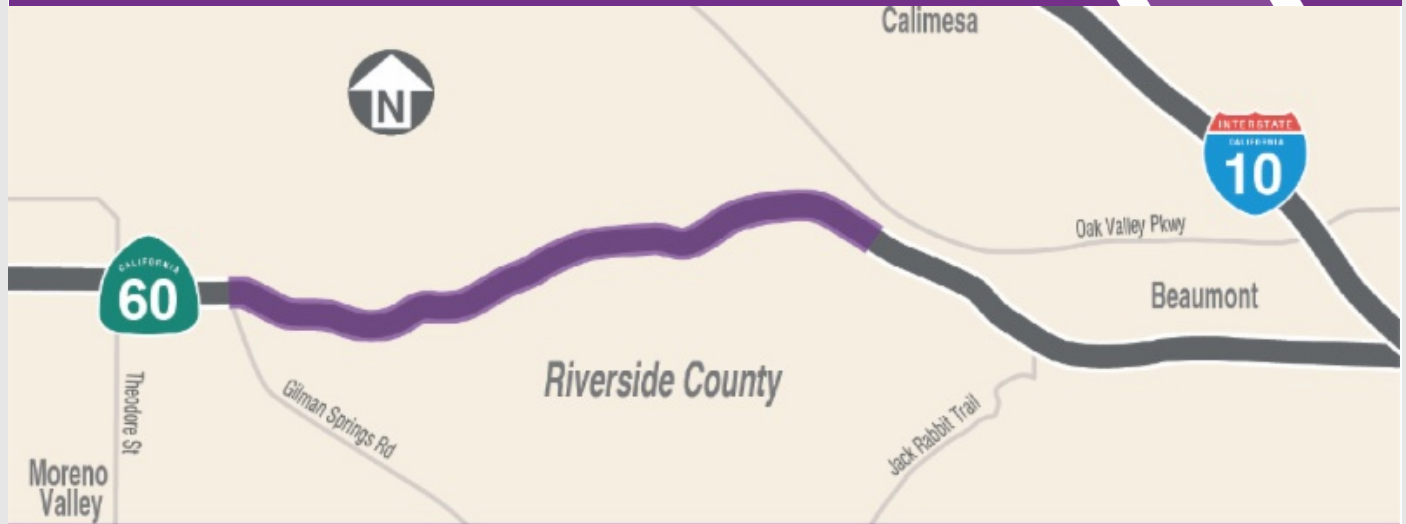 Calimesa
N
INTERSTATE
CALIFORNIA
10
Oak Valley Pkwy
CALIFORNIA
60
Beaumont
Riverside County
Theodore St
Gilman Springs Rd
Jack Rabbit Trail
Moreno
Valley